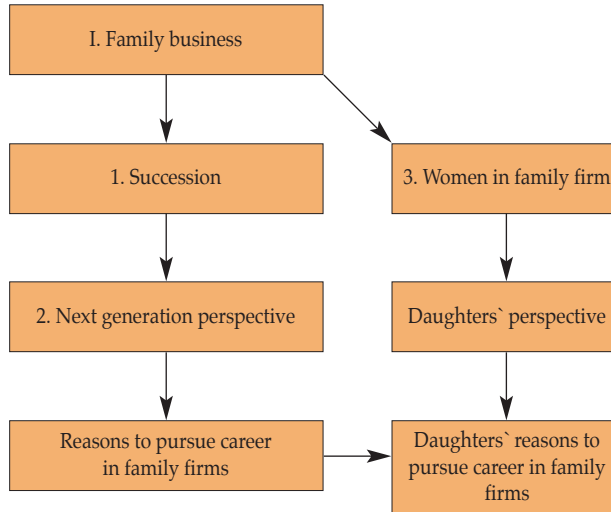 I. Family business
1. Succession
3. Women in family firm
2. Next generation perspective
Daughters` perspective
Reasons to pursue career
in family firms
Daughters` reasons to
pursue career in family
firms